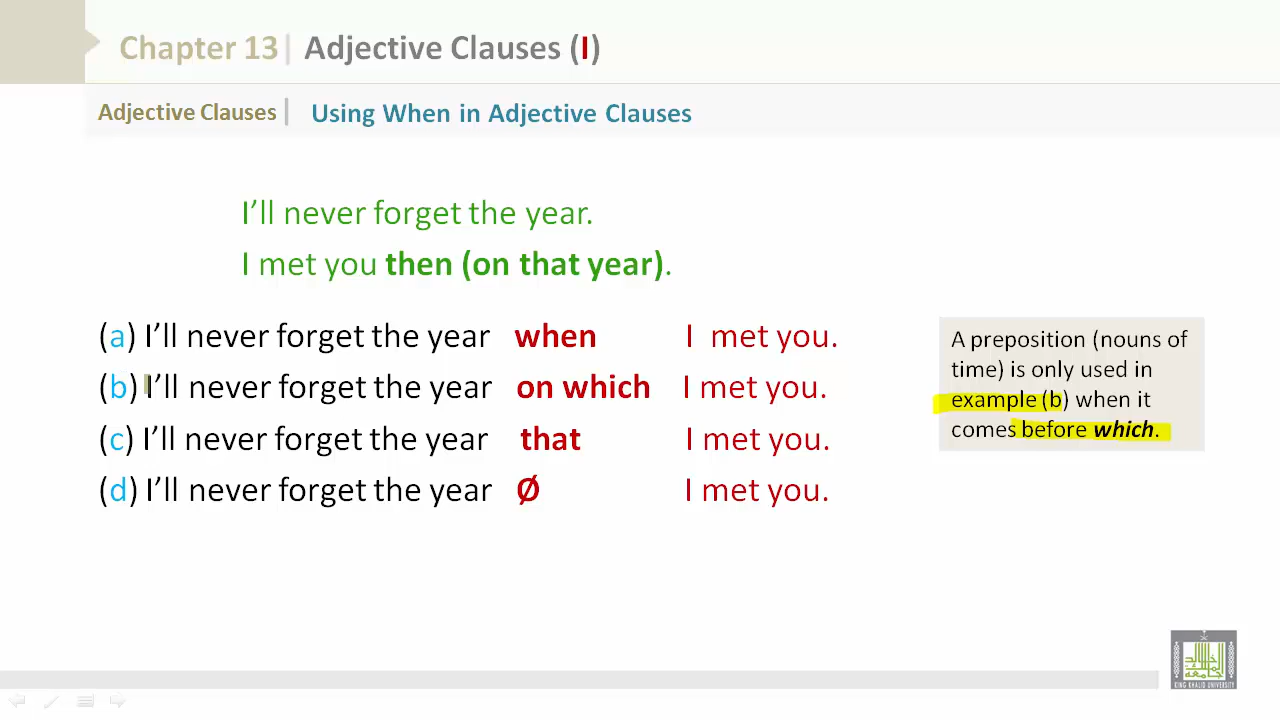 Chapter 13| Adjective Clauses (I)
Adjective Clauses | Using When in Adjective Clauses
I’ll never forget the year.
I met you then (on that year).
(a) I’ll never forget the year when I met you.
(b) I’ll never forget the year on which I met you.
(c) I’ll never forget the year that I met you.
(d) I’ll never forget the year Ø I met you.
A preposition (nouns of
time) is only used in
example (b) when it
comes before which.
KING KHALID UNIVERSITY